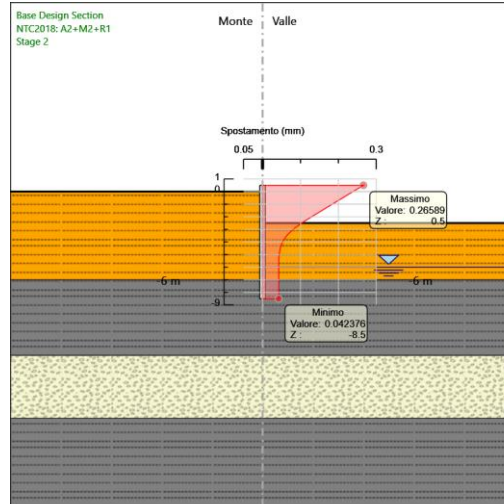 Base Design Section
NTC2018: A2+M2+R1
Stage 2
Monte Valle
Spostamento (mm)
0.05 0.3
1
0
Massimo
Valore: 0.26589
Z : 0.5
-6 m -6 m
-9
Minimo
Valore: 0.042376
Z : -8.5